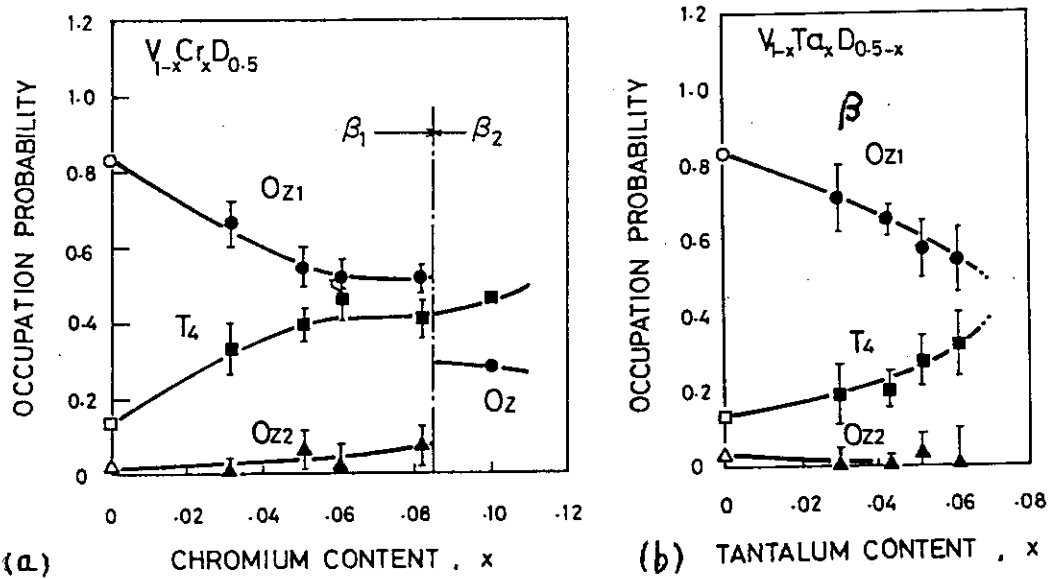 1.2
1.0
0.8
0.6
0.4
0.2
0
OCCUPATION PROBABILITY
V1-xCrxD0.5
β1
β2
Oz1
T4
Oz2
Oz
0 .02 .04 .06 .08 .10 .12
(a) CHROMIUM CONTENT, x
1.2
1.0
0.8
0.6
0.4
0.2
0
OCCUPATION PROBABILITY
V1-xTaxD0.5-x
β
Oz1
T4
Oz2
0 .02 .04 .06 .08
(b) TANTALUM CONTENT, x